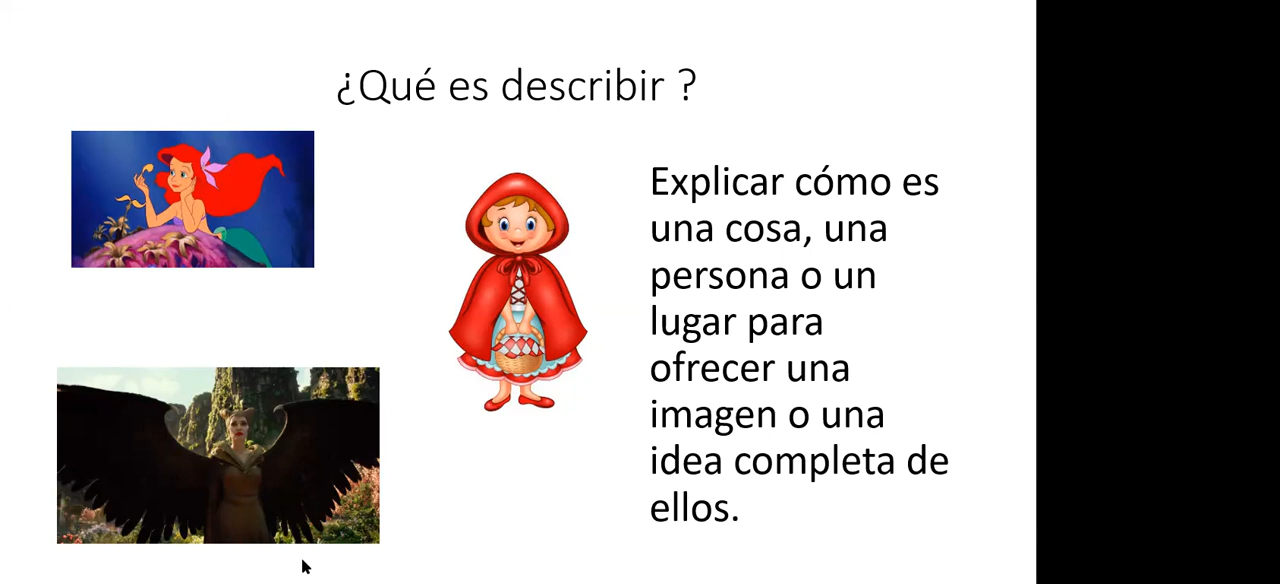 ¿Qué es describir ?
Explicar cómo es
una cosa, una
persona o un
lugar para
ofrecer una
imagen o una
idea completa de
ellos.